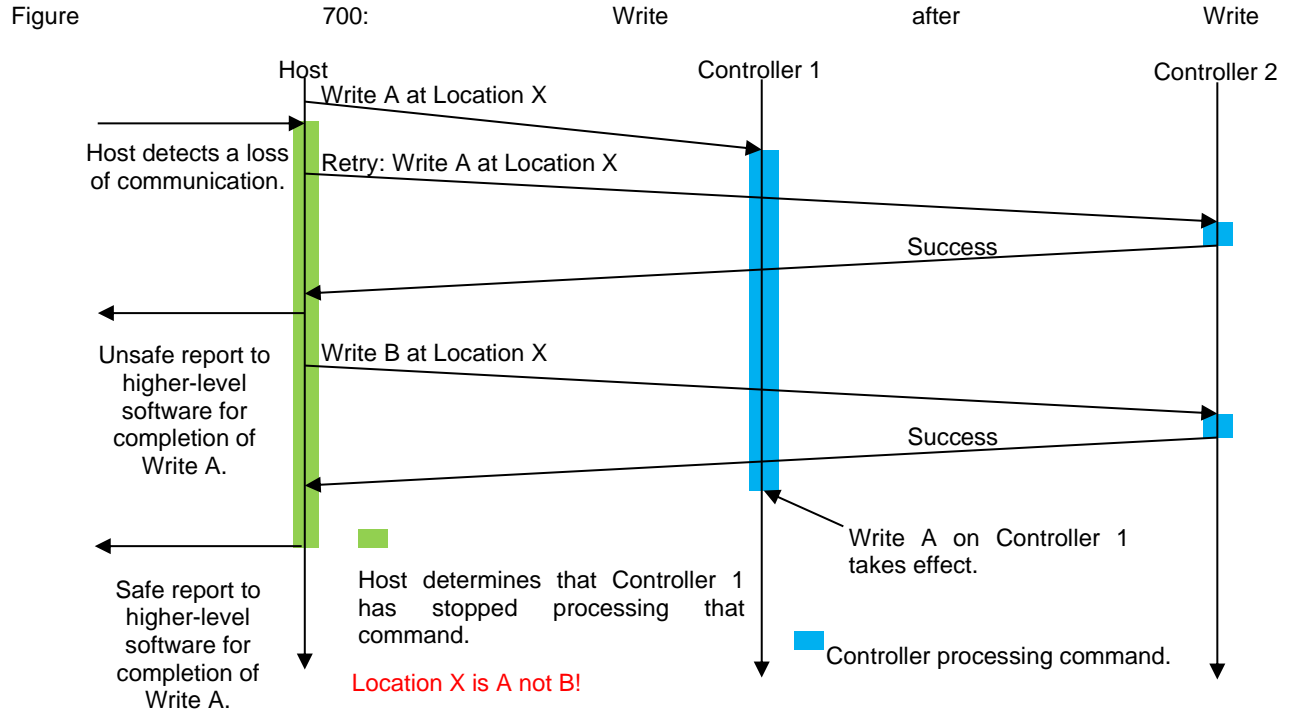 Figure 700: Write after Write
Host
Controller 1
Controller 2
Write A at Location X
Host detects a loss
of communication.
Retry: Write A at Location X
Success
Unsafe report to
higher-level
software for
completion of
Write A.
Write B at Location X
Success
Write A on Controller 1
takes effect.
Host determines that Controller 1
has stopped processing that
command.
Safe report to
higher-level
software for
completion of
Write A.
Controller processing command.
Location X is A not B!